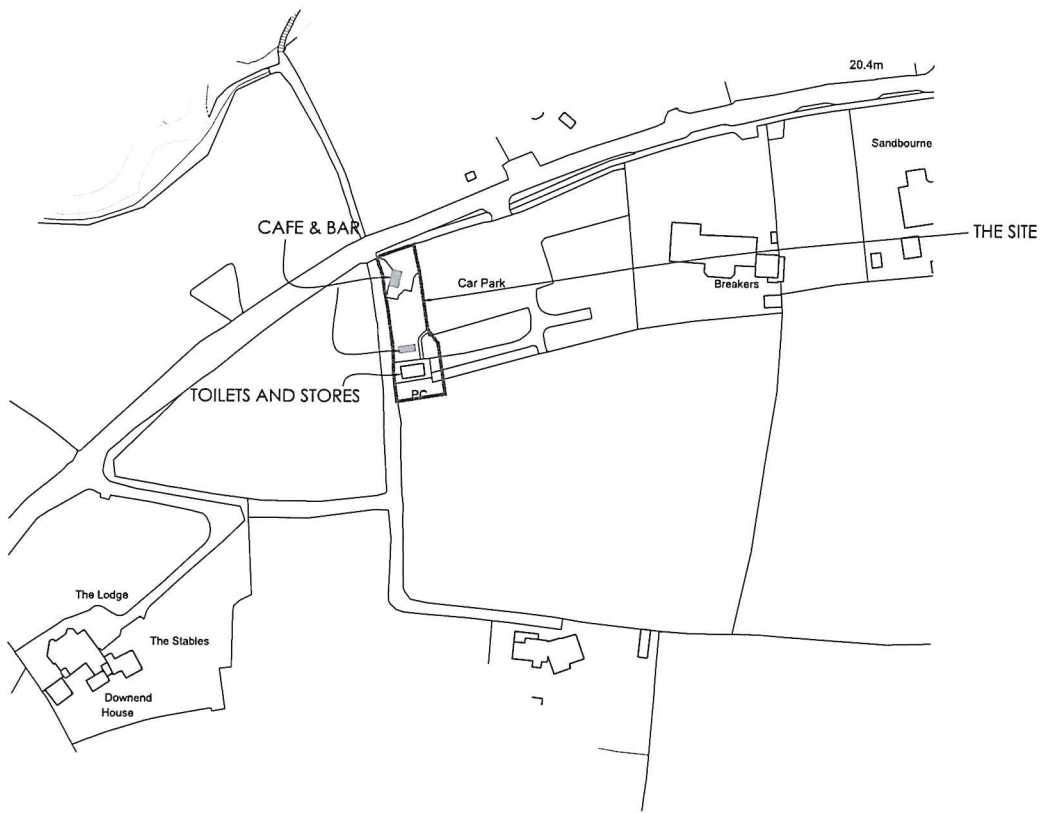 20.4m
Sandbourne
CAFE & BAR
THE SITE
Car Park
Breakers
TOILETS AND STORES
PC
The Lodge
The Stables
Downend
House